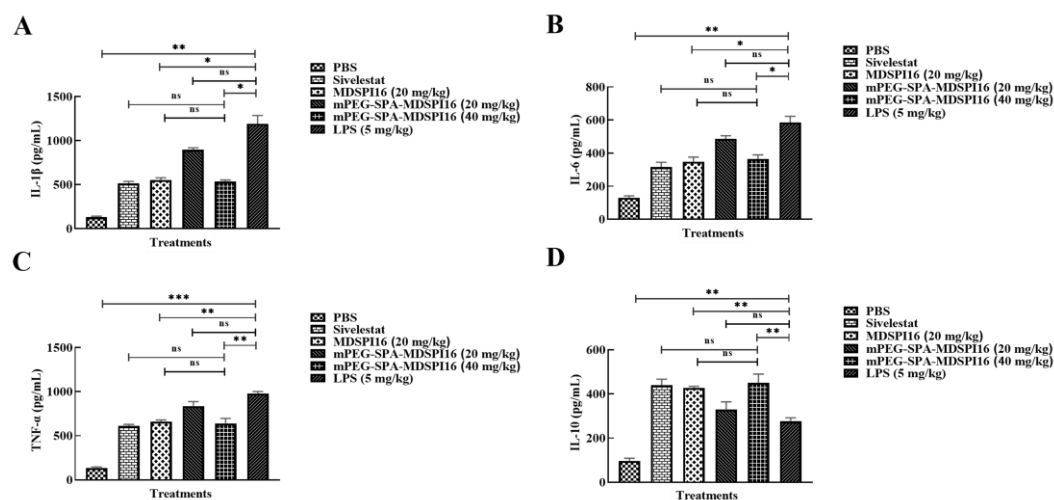 A
**
*
ns
*
ns
ns
IL-1β (pg/mL)
1500
1000
500
0
Treatments
PBS
Sivelestat
MDSPI16 (20 mg/kg)
mPEG-SPA-MDSPI16 (20 mg/kg)
mPEG-SPA-MDSPI16 (40 mg/kg)
LPS (5 mg/kg)
B
**
*
ns
*
ns
ns
IL-6 (pg/mL)
800
600
400
200
0
Treatments
PBS
Sivelestat
MDSPI16 (20 mg/kg)
mPEG-SPA-MDSPI16 (20 mg/kg)
mPEG-SPA-MDSPI16 (40 mg/kg)
LPS (5 mg/kg)
C
***
**
ns
**
ns
ns
TNF-α (pg/mL)
1500
1000
500
0
Treatments
PBS
Sivelestat
MDSPI16 (20 mg/kg)
mPEG-SPA-MDSPI16 (20 mg/kg)
mPEG-SPA-MDSPI16 (40 mg/kg)
LPS (5 mg/kg)
D
**
**
ns
**
ns
ns
IL-10 (pg/mL)
600
400
200
0
Treatments
PBS
Sivelestat
MDSPI16 (20 mg/kg)
mPEG-SPA-MDSPI16 (20 mg/kg)
mPEG-SPA-MDSPI16 (40 mg/kg)
LPS (5 mg/kg)